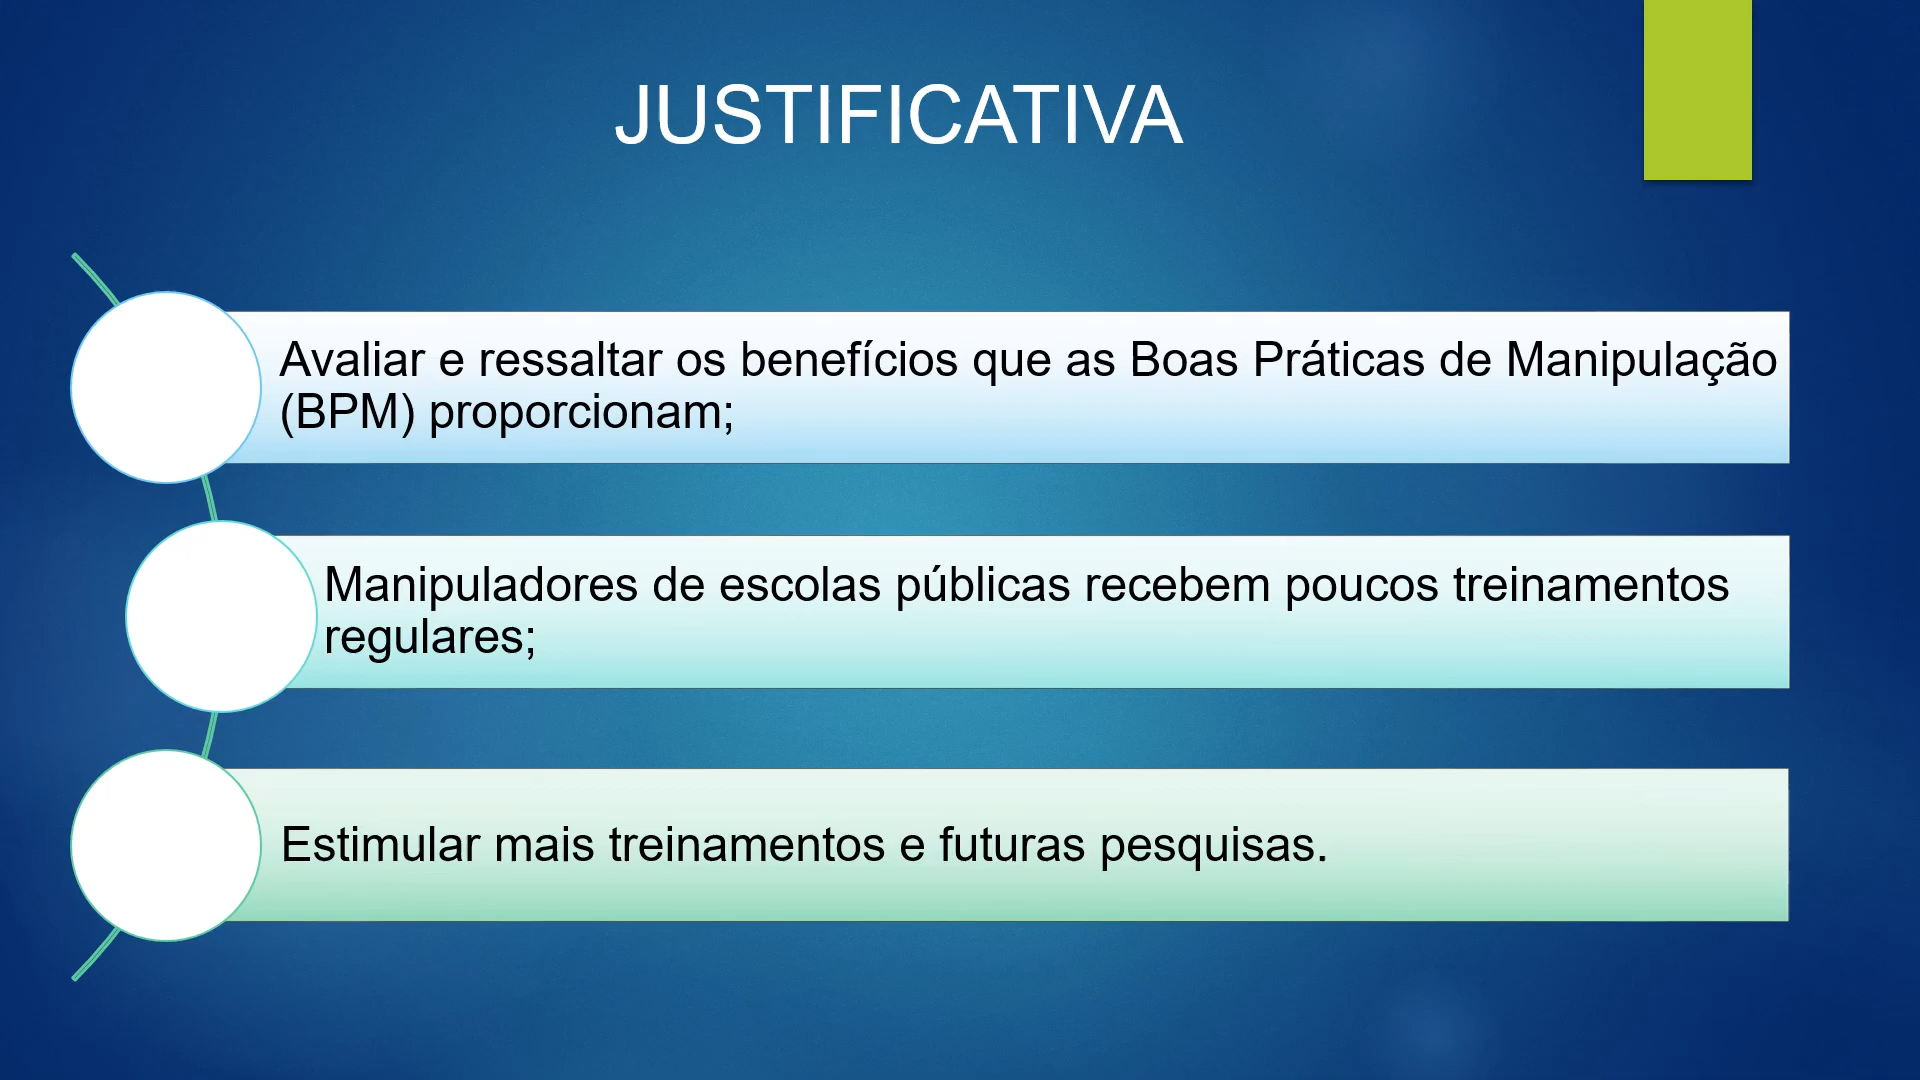 JUSTIFICATIVA
Avaliar e ressaltar os benefícios que as Boas Práticas de Manipulação
(BPM) proporcionam;
Manipuladores de escolas públicas recebem poucos treinamentos
regulares;
Estimular mais treinamentos e futuras pesquisas.